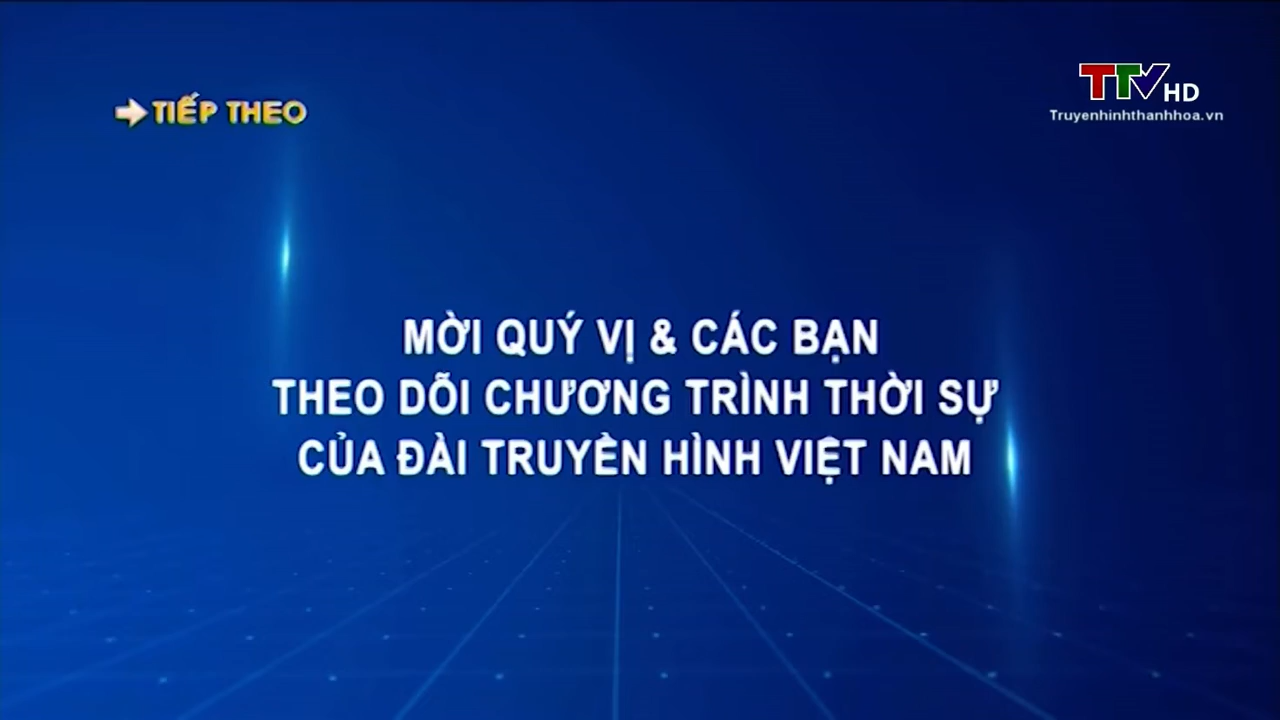 TIẾP THEO
TTV HD
Truyenhinhthanhhoa.vn
MỜI QUÝ VỊ & CÁC BẠN
THEO DÕI CHƯƠNG TRÌNH THỜI SỰ
CỦA ĐÀI TRUYỀN HÌNH VIỆT NAM